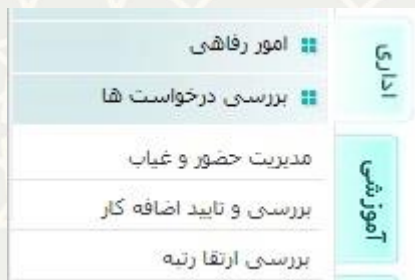 امور رفاهی
بررسی درخواست ها
مدیریت حضور و غیاب
بررسی و تایید اضافه کار
بررسی ارتقا رتبه
اداری
آموزشی